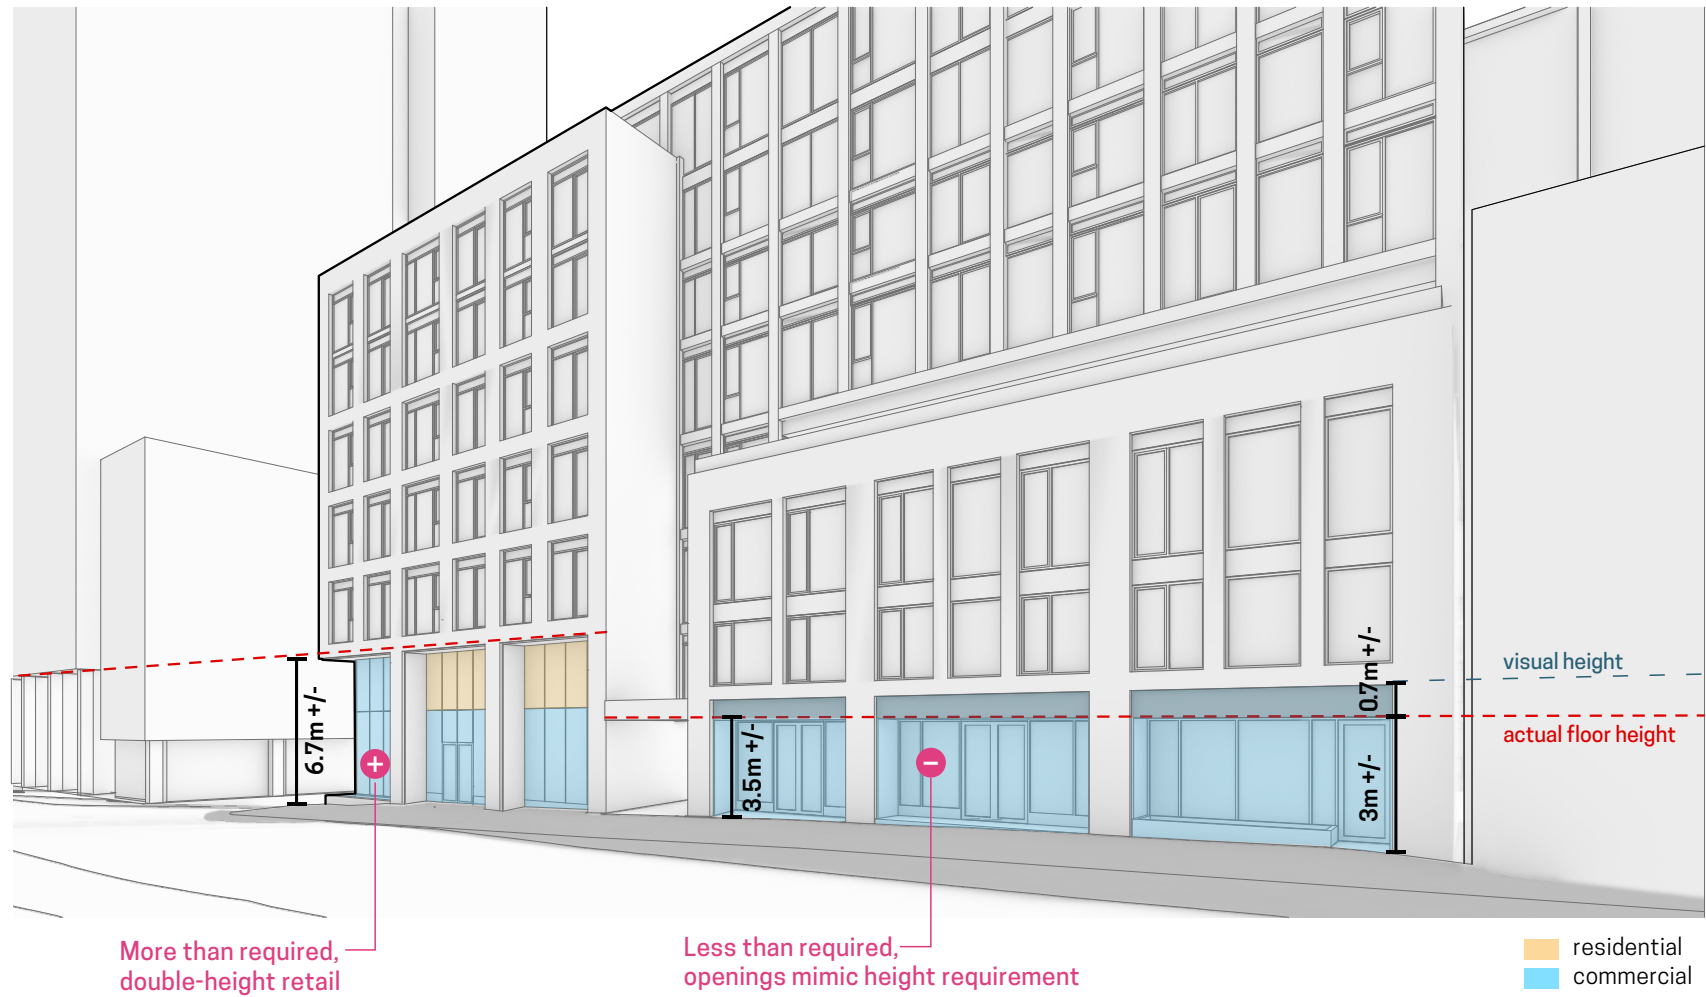 6.7m +/-
+
3.5m +/-
−
0.7m +/-
3m +/-
visual height
actual floor height
More than required,
double-height retail
Less than required,
openings mimic height requirement
residential
commercial